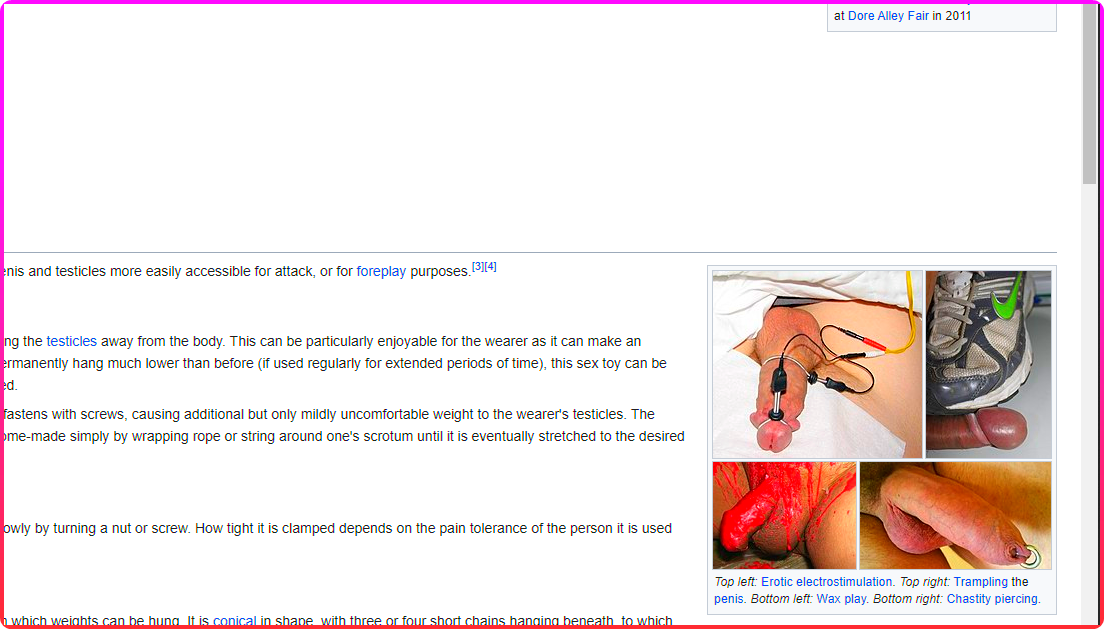 at Dore Alley Fair in 2011
enis and testicles more easily accessible for attack, or for foreplay purposes.[3][4]
ng the testicles away from the body. This can be particularly enjoyable for the wearer as it can make an
ermanently hang much lower than before (if used regularly for extended periods of time), this sex toy can be
ed.
fastens with screws, causing additional but only mildly uncomfortable weight to the wearer's testicles. The
ome-made simply by wrapping rope or string around one's scrotum until it is eventually stretched to the desired
owly by turning a nut or screw. How tight it is clamped depends on the pain tolerance of the person it is used
Top left: Erotic electrostimulation. Top right: Trampling the
penis. Bottom left: Wax play. Bottom right: Chastity piercing.
which weights can be hung. It is conical in shape, with three or four short chains hanging beneath, to which